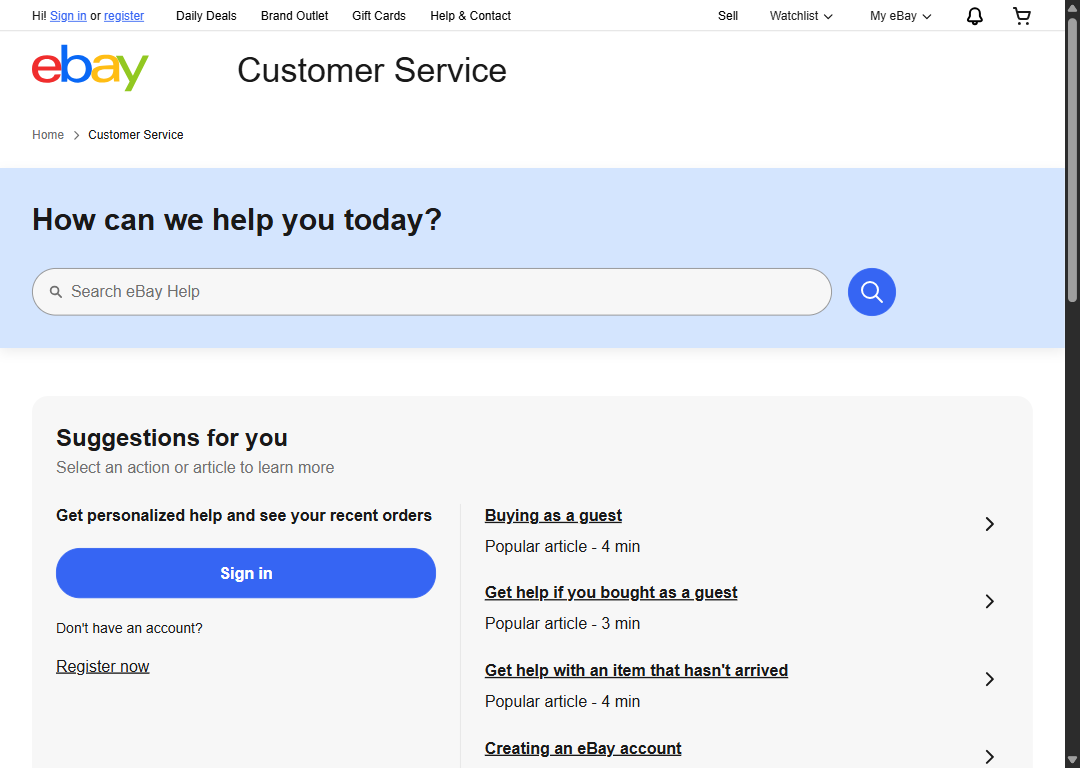 Hi! Sign in or register Daily Deals Brand Outlet Gift Cards Help & Contact Sell Watchlist My eBay
ebay Customer Service
Home Customer Service
How can we help you today?
Search eBay Help
Suggestions for you
Select an action or article to learn more
Get personalized help and see your recent orders
Sign in
Don't have an account?
Register now
Buying as a guest
Popular article - 4 min
Get help if you bought as a guest
Popular article - 3 min
Get help with an item that hasn't arrived
Popular article - 4 min
Creating an eBay account